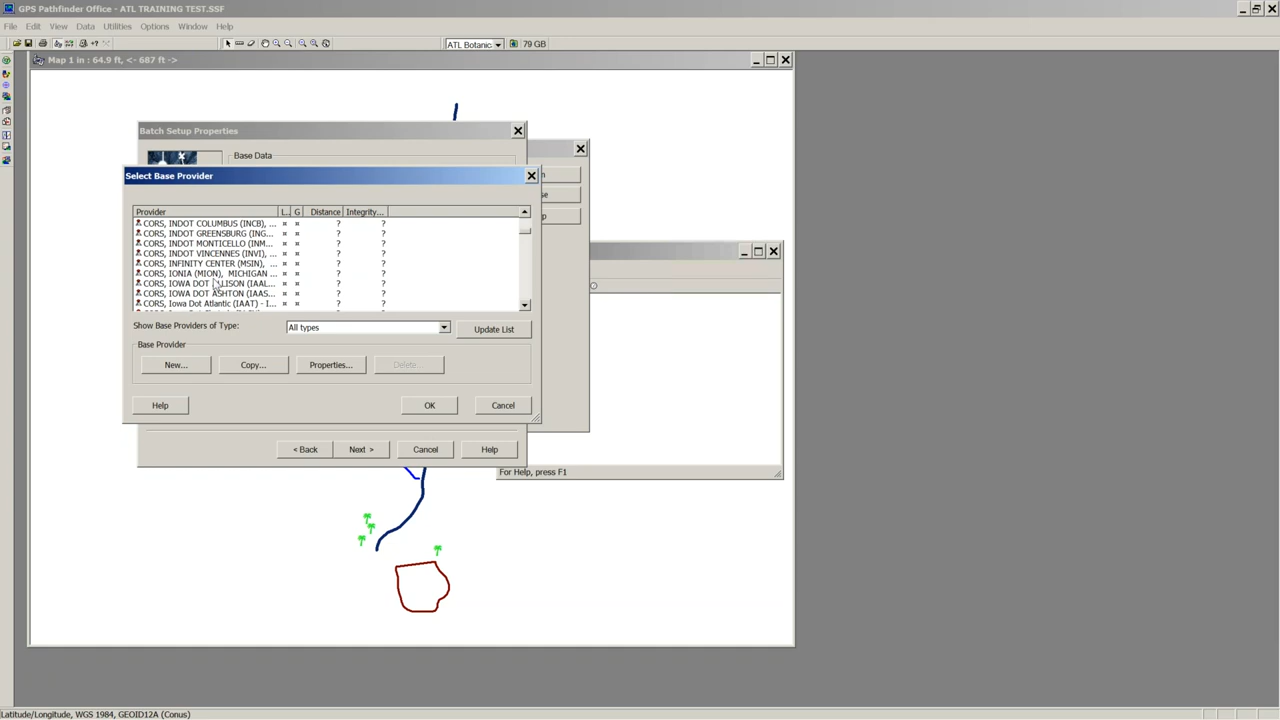 GPS Pathfinder Office - ATL TRAINING TEST.SSF
File Edit View Data Utilities Options Window Help
ATL Botanic 79 GB
Map 1 in : 64.9 ft, <- 687 ft ->
Batch Setup Properties
Base Data
Select Base Provider
Provider L... G Distance Integrity...
CORS, INDOT COLUMBUS (INCB), ... ? ?
CORS, INDOT GREENSBURG (ING... ? ?
CORS, INDOT MONTICELLO (INM... ? ?
CORS, INDOT VINCENNES (INVI), ... ? ?
CORS, INFINITY CENTER (MSIN), ... ? ?
CORS, IONIA (MION), MICHIGAN ... ? ?
CORS, IOWA DOT (IAAL... ? ?
CORS, IOWA DOT ASHTON (IAAS... ? ?
CORS, Iowa Dot Atlantic (IAAT) - I... ? ?
Show Base Providers of Type: All types Update List
Base Provider
New... Copy... Properties... Delete...
Help OK Cancel
< Back Next > Cancel Help
For Help, press F1
Latitude/Longitude, WGS 1984, GEOID12A (Conus)